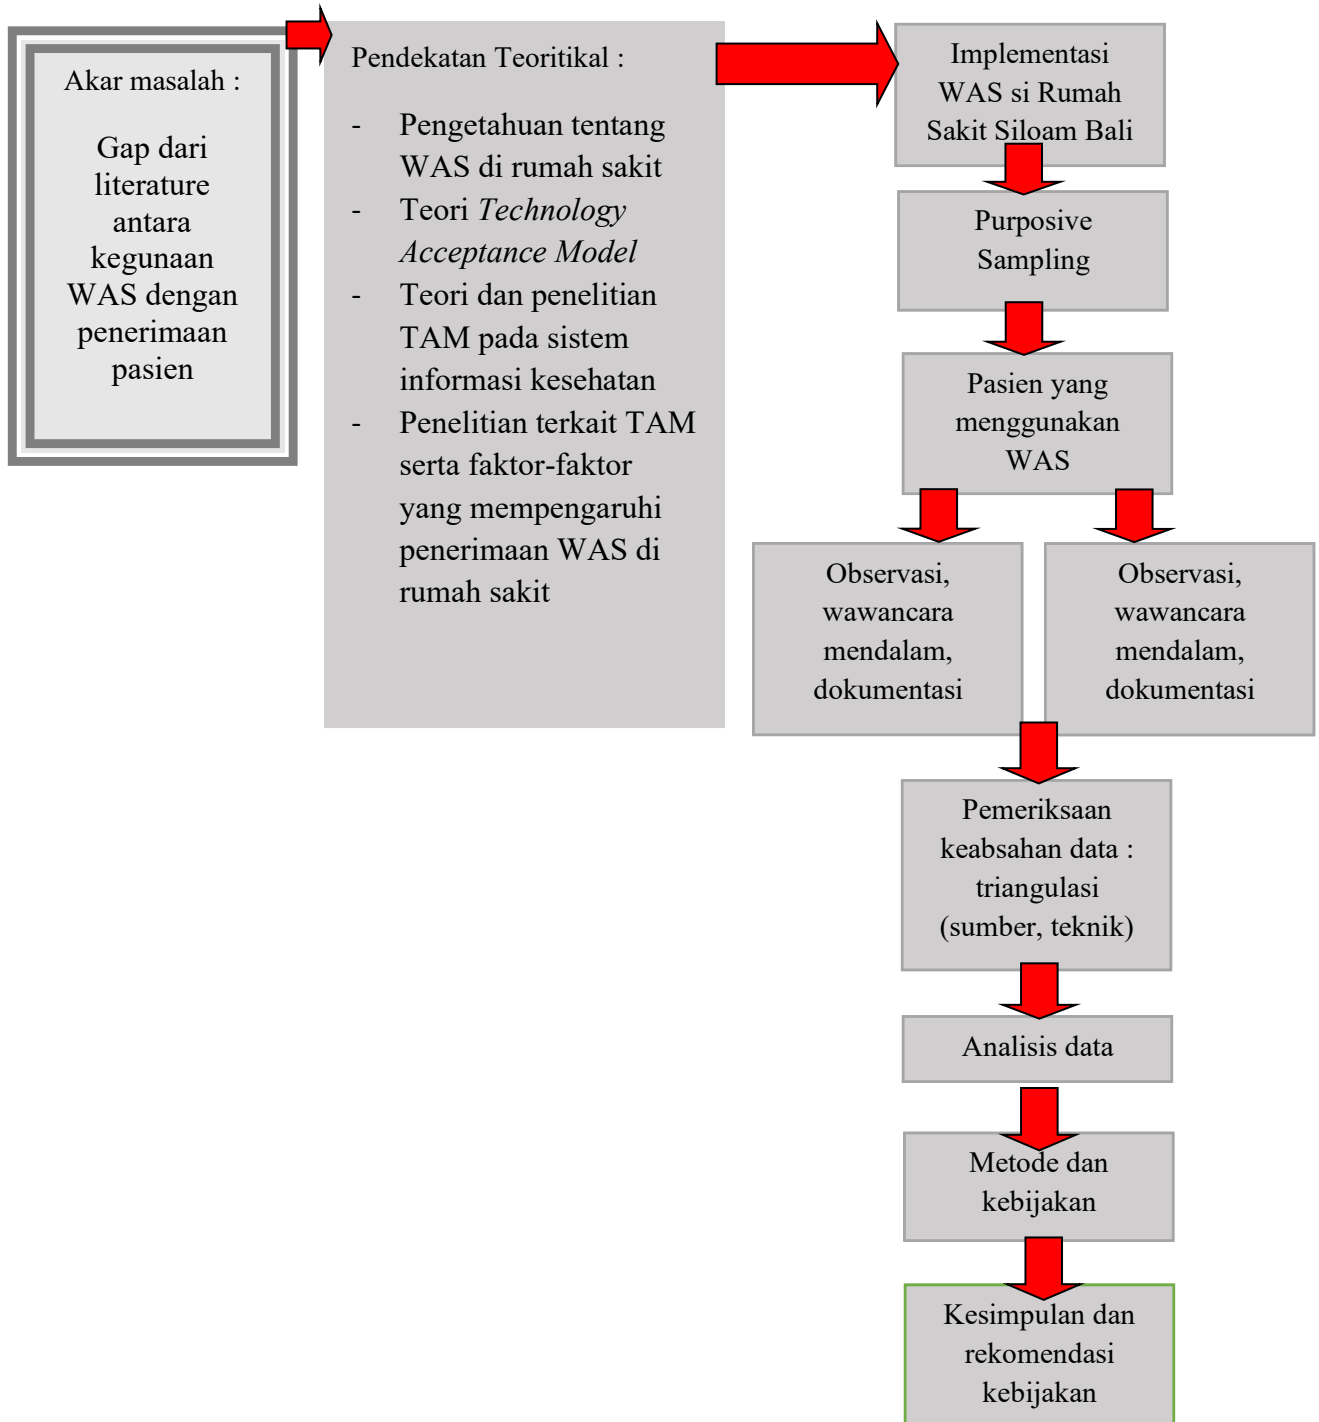 Akar masalah :
Gap dari
literature
antara
kegunaan
WAS dengan
penerimaan
pasien
Pendekatan Teoritikal :
- Pengetahuan tentang
WAS di rumah sakit
- Teori Technology
Acceptance Model
- Teori dan penelitian
TAM pada sistem
informasi kesehatan
- Penelitian terkait TAM
serta faktor-faktor
yang mempengaruhi
penerimaan WAS di
rumah sakit
Implementasi
WAS si Rumah
Sakit Siloam Bali
Purposive
Sampling
Pasien yang
menggunakan
WAS
Observasi,
wawancara
mendalam,
dokumentasi
Observasi,
wawancara
mendalam,
dokumentasi
Pemeriksaan
keabsahan data :
triangulasi
(sumber, teknik)
Analisis data
Metode dan
kebijakan
Kesimpulan dan
rekomendasi
kebijakan